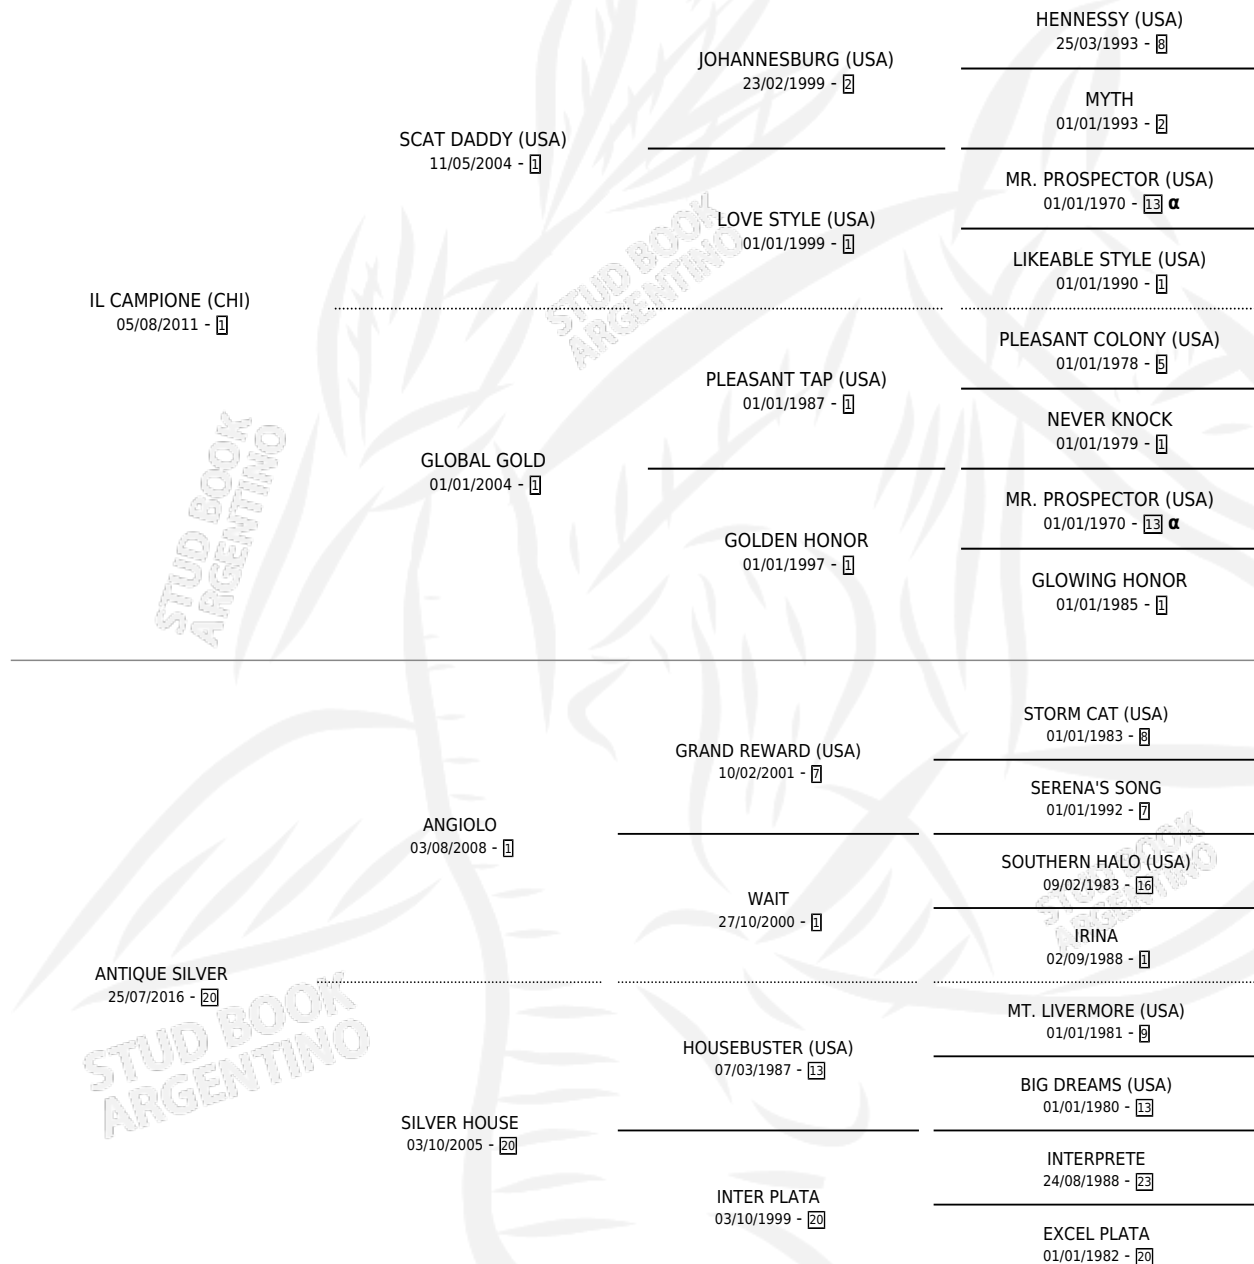 HENNESSY (USA)
25/03/1993 - 8
JOHANNESBURG (USA)
23/02/1999 - 2
MYTH
01/01/1993 - 2
SCAT DADDY (USA)
11/05/2004 - 1
MR. PROSPECTOR (USA)
01/01/1970 - 13 α
LOVE STYLE (USA)
01/01/1999 - 1
LIKEABLE STYLE (USA)
01/01/1990 - 1
IL CAMPIONE (CHI)
05/08/2011 - 1
PLEASANT COLONY (USA)
01/01/1978 - 5
PLEASANT TAP (USA)
01/01/1987 - 1
NEVER KNOCK
01/01/1979 - 1
GLOBAL GOLD
01/01/2004 - 1
MR. PROSPECTOR (USA)
01/01/1970 - 13 α
GOLDEN HONOR
01/01/1997 - 1
GLOWING HONOR
01/01/1985 - 1
STORM CAT (USA)
01/01/1983 - 8
GRAND REWARD (USA)
10/02/2001 - 7
SERENA'S SONG
01/01/1992 - 7
ANGIOLO
03/08/2008 - 1
SOUTHERN HALO (USA)
09/02/1983 - 16
WAIT
27/10/2000 - 1
IRINA
02/09/1988 - 1
ANTIQUE SILVER
25/07/2016 - 20
MT. LIVERMORE (USA)
01/01/1981 - 9
HOUSEBUSTER (USA)
07/03/1987 - 13
BIG DREAMS (USA)
01/01/1980 - 13
SILVER HOUSE
03/10/2005 - 20
INTERPRETE
24/08/1988 - 23
INTER PLATA
03/10/1999 - 20
EXCEL PLATA
01/01/1982 - 20
STUD BOOK
ARGENTINO
STUD BOOK
ARGENTINO
STUD BOOK
ARGENTINO
STUD BOOK
ARGENTINO